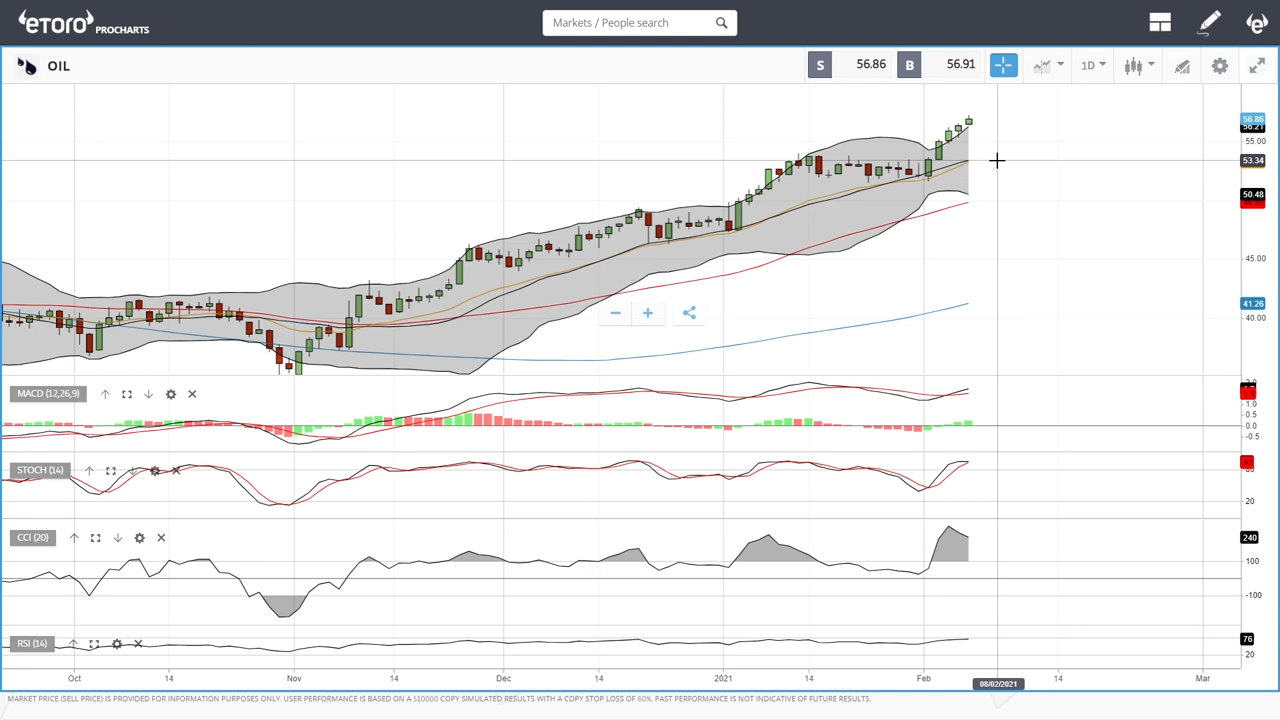 etoro PROCHARTS
Markets / People search
OIL
S 56.86 B 56.91 1D
56.86
56.21
55.00
53.34
50.48
45.00
41.26
40.00
MACD (12,26,9)
1.0
0.5
0.0
-0.5
STOCH (14)
20
CCI (20)
240
100
-100
RSI (14)
76
20
Oct 14 Nov 14 Dec 14 2021 14 Feb 14 Mar
08/02/2021
MARKET PRICE (SELL PRICE) IS PROVIDED FOR INFORMATION PURPOSES ONLY. USER PERFORMANCE IS BASED ON A $10000 COPY SIMULATED RESULTS WITH A COPY STOP LOSS OF 60%. PAST PERFORMANCE IS NOT INDICATIVE OF FUTURE RESULTS.